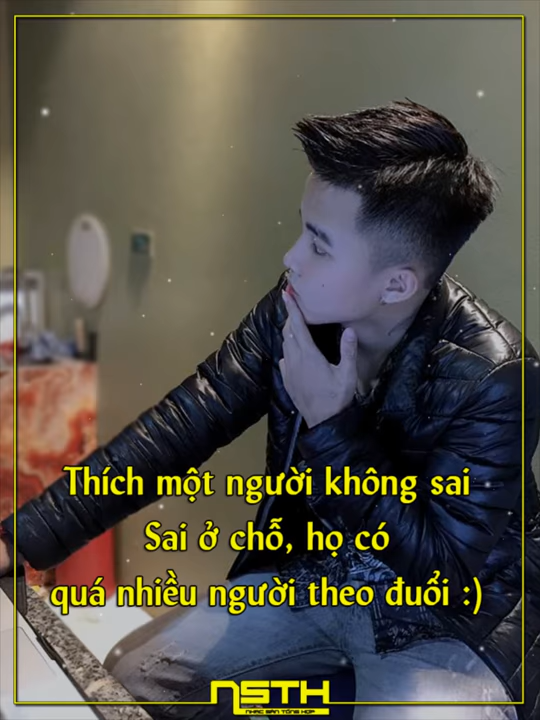 Thích một người không sai
Sai ở chỗ, họ có
quá nhiều người theo đuổi :)
NSTH
NHẠC SÀN TỔNG HỢP